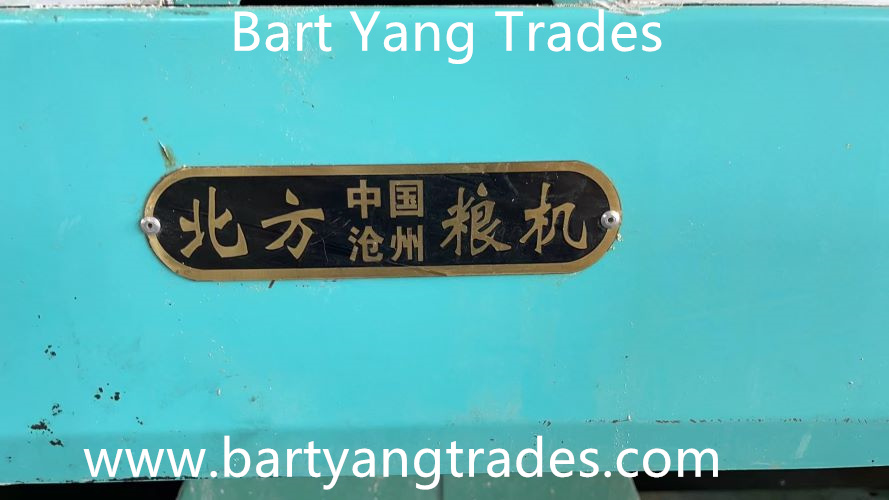 Bart Yang Trades
北方 中国沧州 粮机
www.bartyangtrades.com